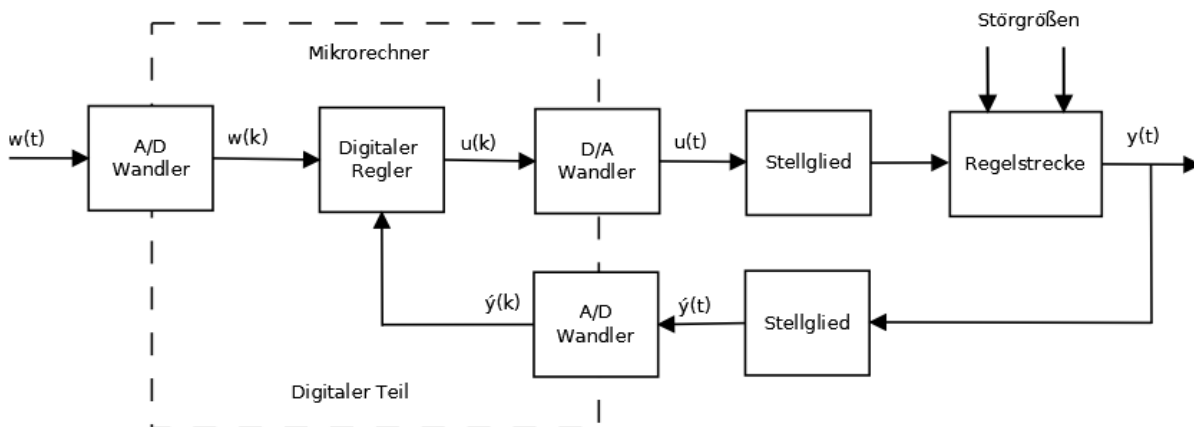 Störgrößen
Mikrorechner
w(t)
A/D
Wandler
w(k)
Digitaler
Regler
u(k)
D/A
Wandler
u(t)
Stellglied
Regelstrecke
y(t)
ý(k)
A/D
Wandler
ý(t)
Stellglied
Digitaler Teil